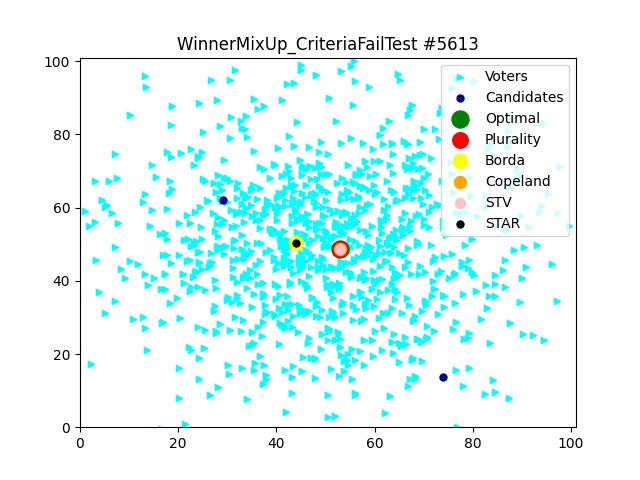 WinnerMixUp_CriteriaFailTest #5613
100
80
60
40
20
0
0 20 40 60 80 100
Voters
Candidates
Optimal
Plurality
Borda
Copeland
STV
STAR